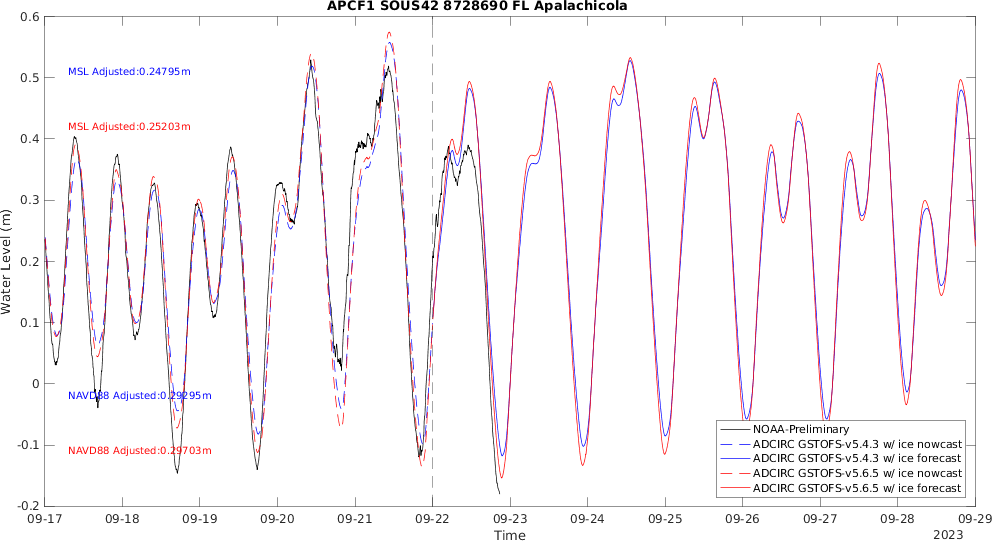 APCF1 SOUS42 8728690 FL Apalachicola
0.6
0.5
0.4
0.3
0.2
0.1
0
-0.1
-0.2
Water Level (m)
MSL Adjusted:0.24795m
MSL Adjusted:0.25203m
NAVD88 Adjusted:0.29295m
NAVD88 Adjusted:0.29703m
NOAA-Preliminary
ADCIRC GSTOFS-v5.4.3 w/ ice nowcast
ADCIRC GSTOFS-v5.4.3 w/ ice forecast
ADCIRC GSTOFS-v5.6.5 w/ ice nowcast
ADCIRC GSTOFS-v5.6.5 w/ ice forecast
09-17 09-18 09-19 09-20 09-21 09-22 09-23 09-24 09-25 09-26 09-27 09-28 09-29
Time
2023